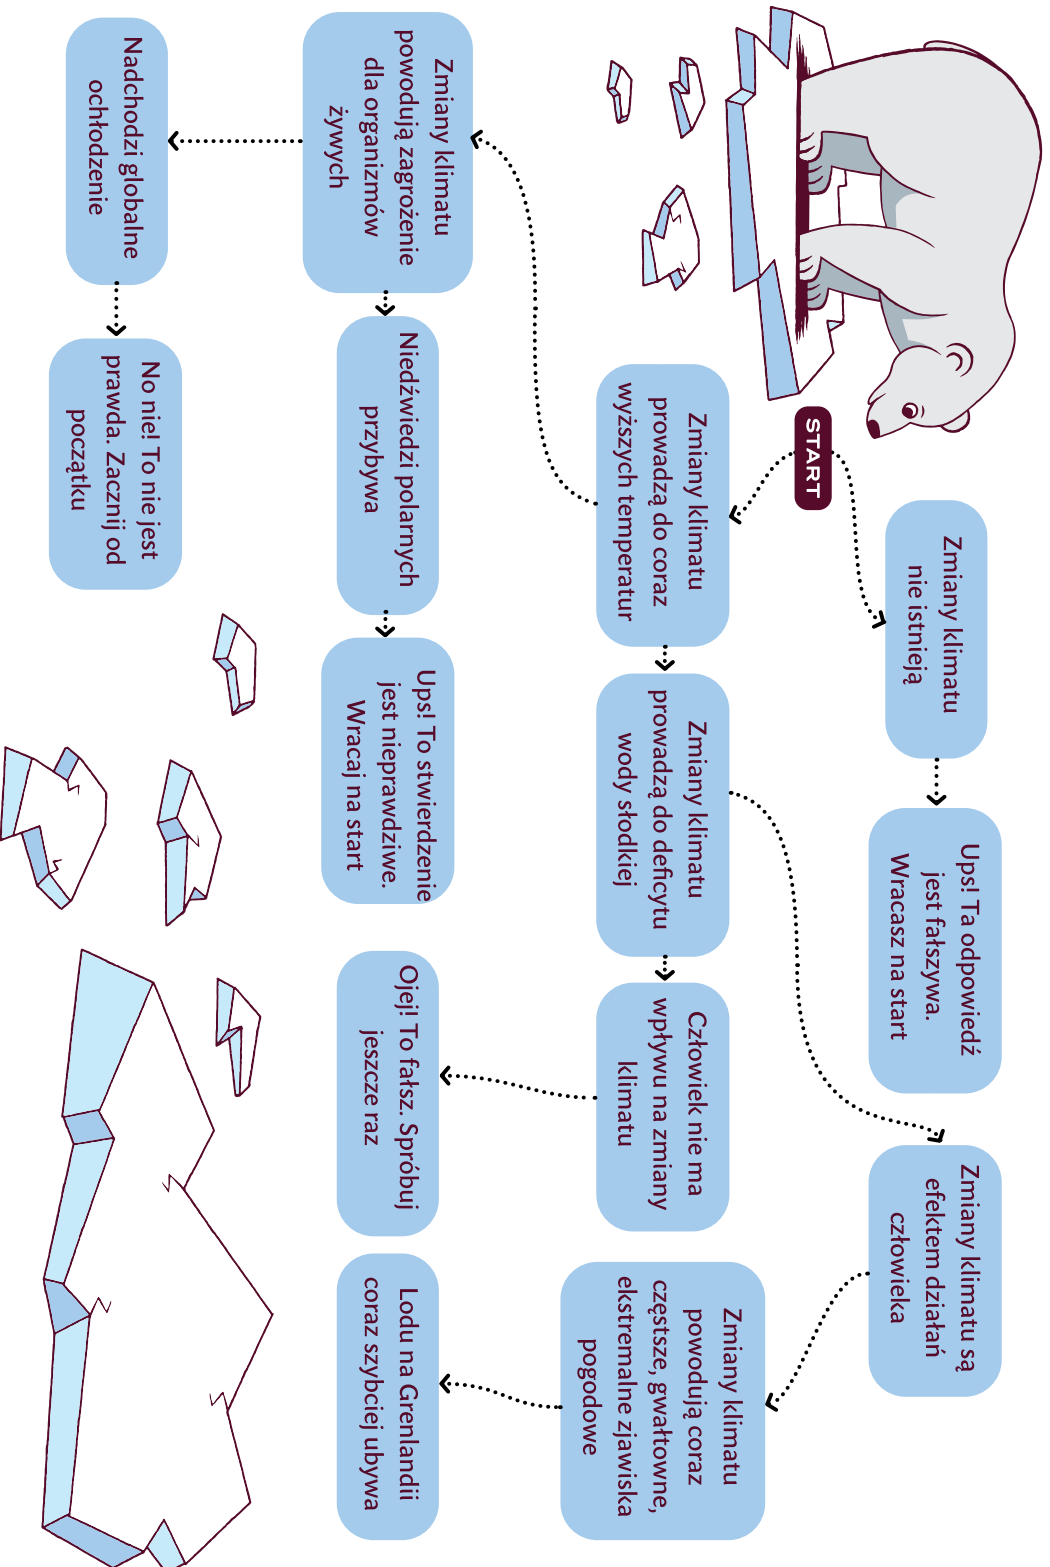 START
Zmiany klimatu
nie istnieją
Ups! Ta odpowiedź
jest fałszywa.
Wracasz na start
Zmiany klimatu
prowadzą do coraz
wyższych temperatur
Zmiany klimatu
prowadzą do deficytu
wody słodkiej
Człowiek nie ma
wpływu na zmiany
klimatu
Ojej! To fałsz. Spróbuj
jeszcze raz
Zmiany klimatu są
efektem działań
człowieka
Zmiany klimatu
powodują coraz
częstsze, gwałtowne,
ekstremalne zjawiska
pogodowe
Lodu na Grenlandii
coraz szybciej ubywa
Zmiany klimatu
powodują zagrożenie
dla organizmów
żywych
Niedźwiedzi polarnych
przybywa
Ups! To stwierdzenie
jest nieprawdziwe.
Wracaj na start
Nadchodzi globalne
ochłodzenie
No nie! To nie jest
prawda. Zacznij od
początku